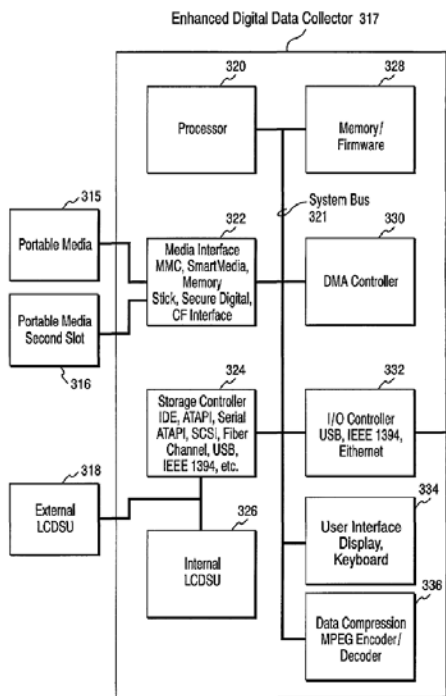 Enhanced Digital Data Collector 317
320
Processor
328
Memory/
Firmware
System Bus
321
315
Portable Media
322
Media Interface
MMC, SmartMedia,
Memory
Stick, Secure Digital,
CF Interface
330
DMA Controller
Portable Media
Second Slot
316
324
Storage Controller
IDE, ATAPI, Serial
ATAPI, SCSI, Fiber
Channel, USB,
IEEE 1394, etc.
332
I/O Controller
USB, IEEE 1394,
Ethernet
318
External
LCDSU
326
Internal
LCDSU
334
User Interface
Display,
Keyboard
336
Data Compression
MPEG Encoder/
Decoder